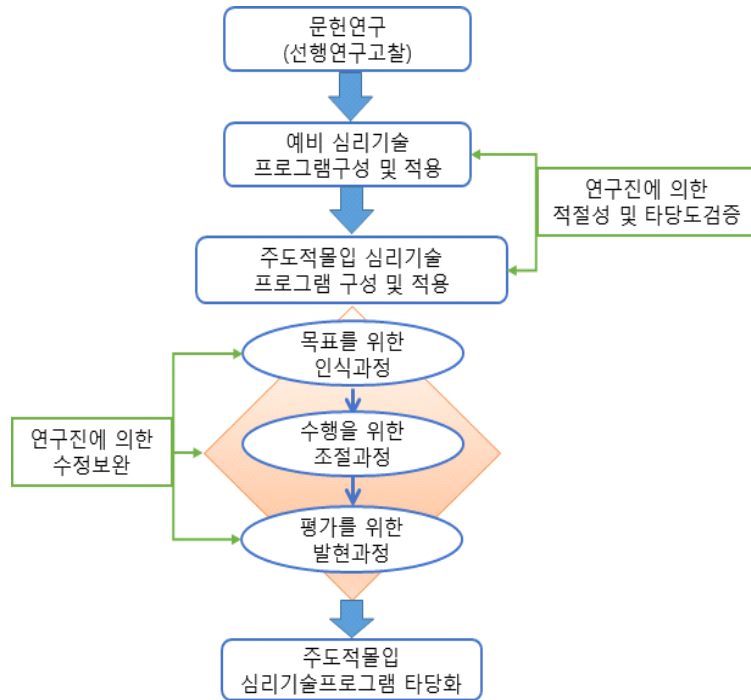 문헌연구
(선행연구고찰)
예비 심리기술
프로그램구성 및 적용
연구진에 의한
적절성 및 타당도검증
주도적몰입 심리기술
프로그램 구성 및 적용
목표를 위한
인식과정
연구진에 의한
수정보완
수행을 위한
조절과정
평가를 위한
발현과정
주도적몰입
심리기술프로그램 타당화